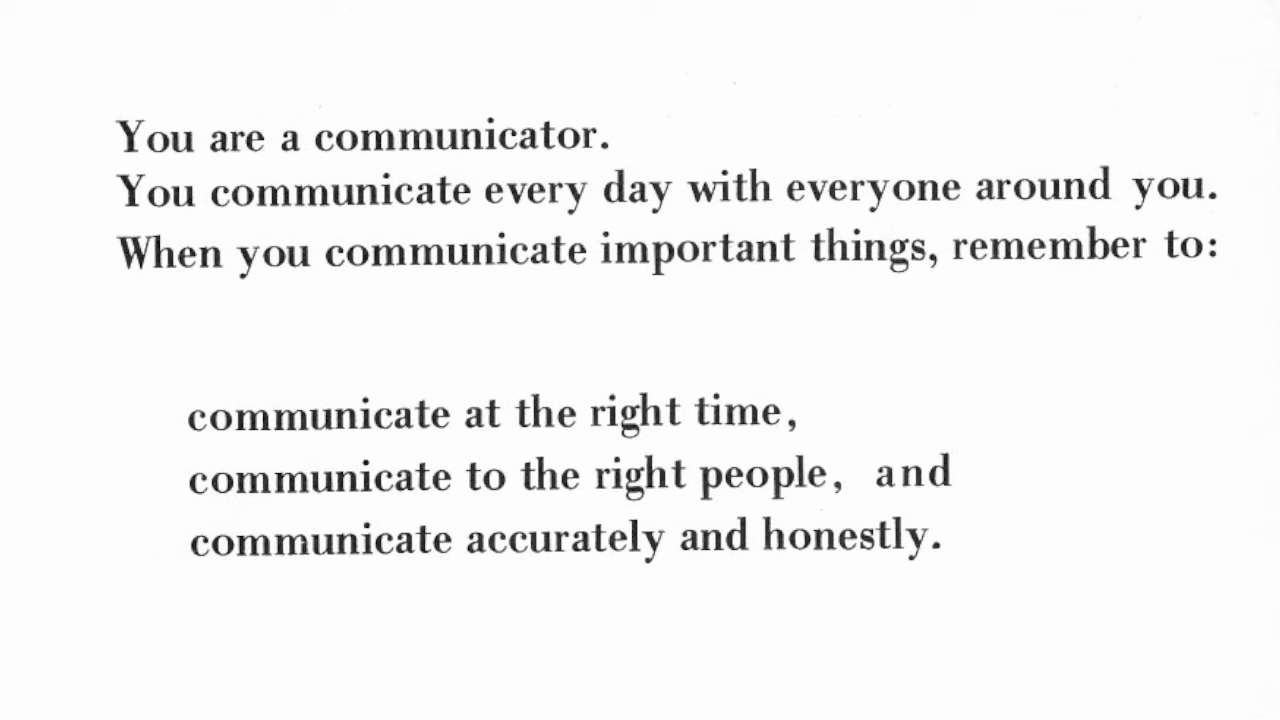 You are a communicator.
You communicate every day with everyone around you.
When you communicate important things, remember to:
communicate at the right time,
communicate to the right people, and
communicate accurately and honestly.